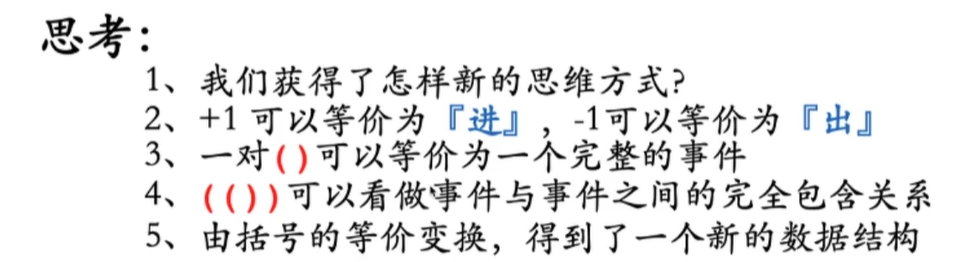 思考：
1、我们获得了怎样新的思维方式？
2、+1 可以等价为『进』，-1可以等价为『出』
3、一对( )可以等价为一个完整的事件
4、(( ))可以看做事件与事件之间的完全包含关系
5、由括号的等价变换，得到了一个新的数据结构